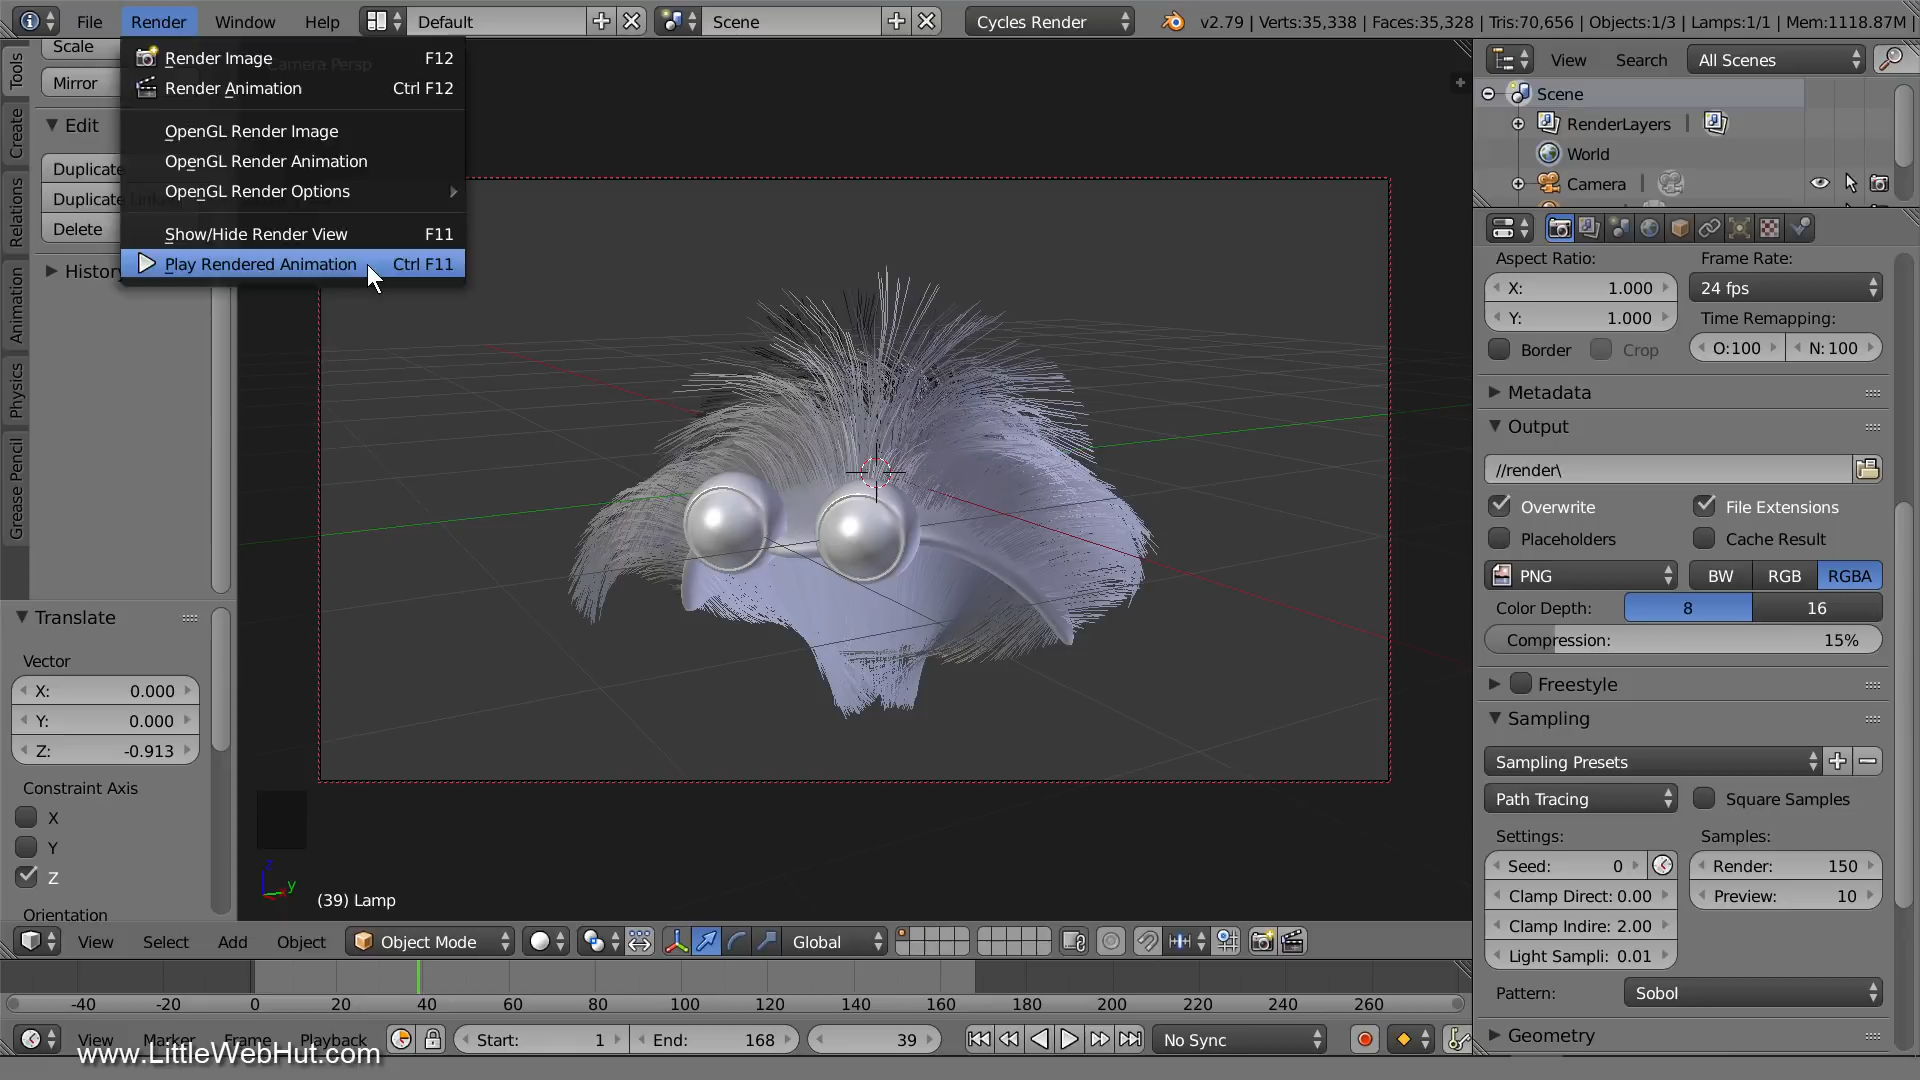 File Render Window Help Default Scene Cycles Render v2.79 | Verts:35,338 | Faces:35,328 | Tris:70,656 | Objects:1/3 | Lamps:1/1 | Mem:1118.87M |
Scale
Mirror
Edit
Duplicate
Duplicate Linked
Delete
History
Tools
Create
Relations
Animation
Physics
Grease Pencil
Render Image F12
Render Animation Ctrl F12
OpenGL Render Image
OpenGL Render Animation
OpenGL Render Options
Show/Hide Render View F11
Play Rendered Animation Ctrl F11
Camera Persp
Translate
Vector
X: 0.000
Y: 0.000
Z: -0.913
Constraint Axis
X
Y
Z
Orientation
z
y
(39) Lamp
View Select Add Object Object Mode Global
-40 -20 0 20 40 60 80 100 120 140 160 180 200 220 240 260
View Marker Frame Playback Start: 1 End: 168 39 No Sync
www.LittleWebHut.com
View Search All Scenes
Scene
RenderLayers |
World
Camera
Aspect Ratio: Frame Rate:
X: 1.000 24 fps
Y: 1.000 Time Remapping:
Border Crop O:100 N: 100
Metadata
Output
//render\
Overwrite File Extensions
Placeholders Cache Result
PNG BW RGB RGBA
Color Depth: 8 16
Compression: 15%
Freestyle
Sampling
Sampling Presets
Path Tracing Square Samples
Settings: Samples:
Seed: 0 Render: 150
Clamp Direct: 0.00 Preview: 10
Clamp Indire: 2.00
Light Sampli: 0.01
Pattern: Sobol
Geometry